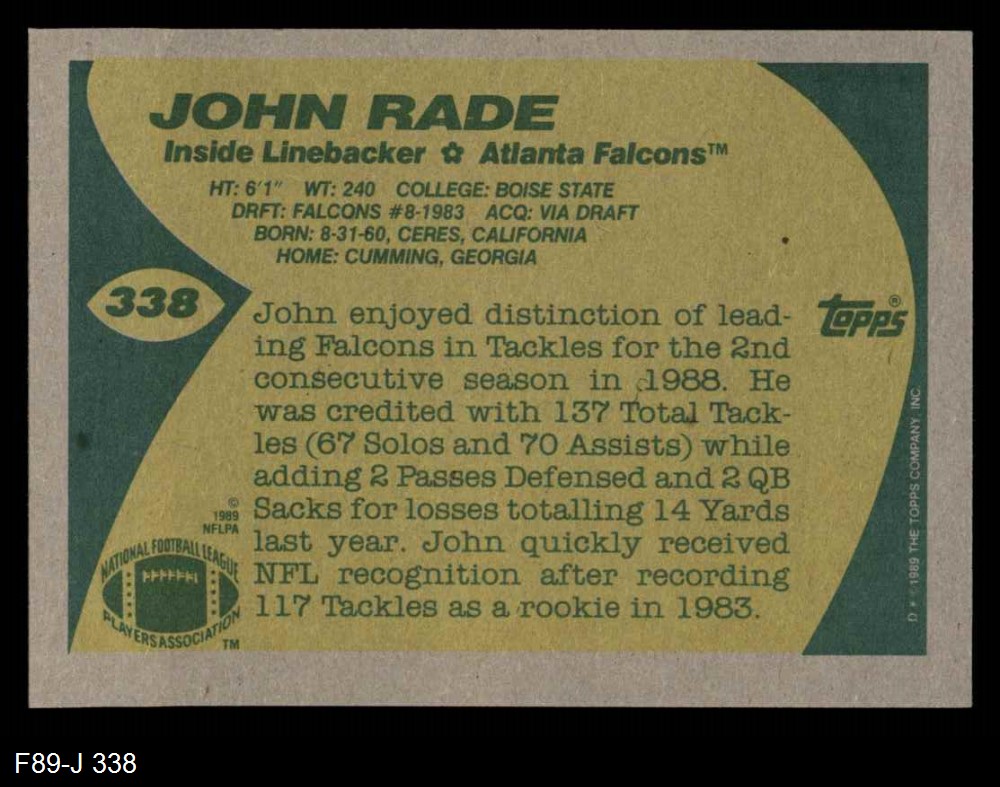 JOHN RADE
Inside Linebacker ✿ Atlanta Falcons™
HT: 6'1" WT: 240 COLLEGE: BOISE STATE
DRFT: FALCONS #8-1983 ACQ: VIA DRAFT
BORN: 8-31-60, CERES, CALIFORNIA
HOME: CUMMING, GEORGIA
338
John enjoyed distinction of lead-
ing Falcons in Tackles for the 2nd
consecutive season in 1988. He
was credited with 137 Total Tack-
les (67 Solos and 70 Assists) while
adding 2 Passes Defensed and 2 QB
Sacks for losses totalling 14 Yards
last year. John quickly received
NFL recognition after recording
117 Tackles as a rookie in 1983.
topps®
©
1989
NFLPA
NATIONAL FOOTBALL LEAGUE
PLAYERS ASSOCIATION
TM
D * © 1989 THE TOPPS COMPANY, INC.
F89-J 338